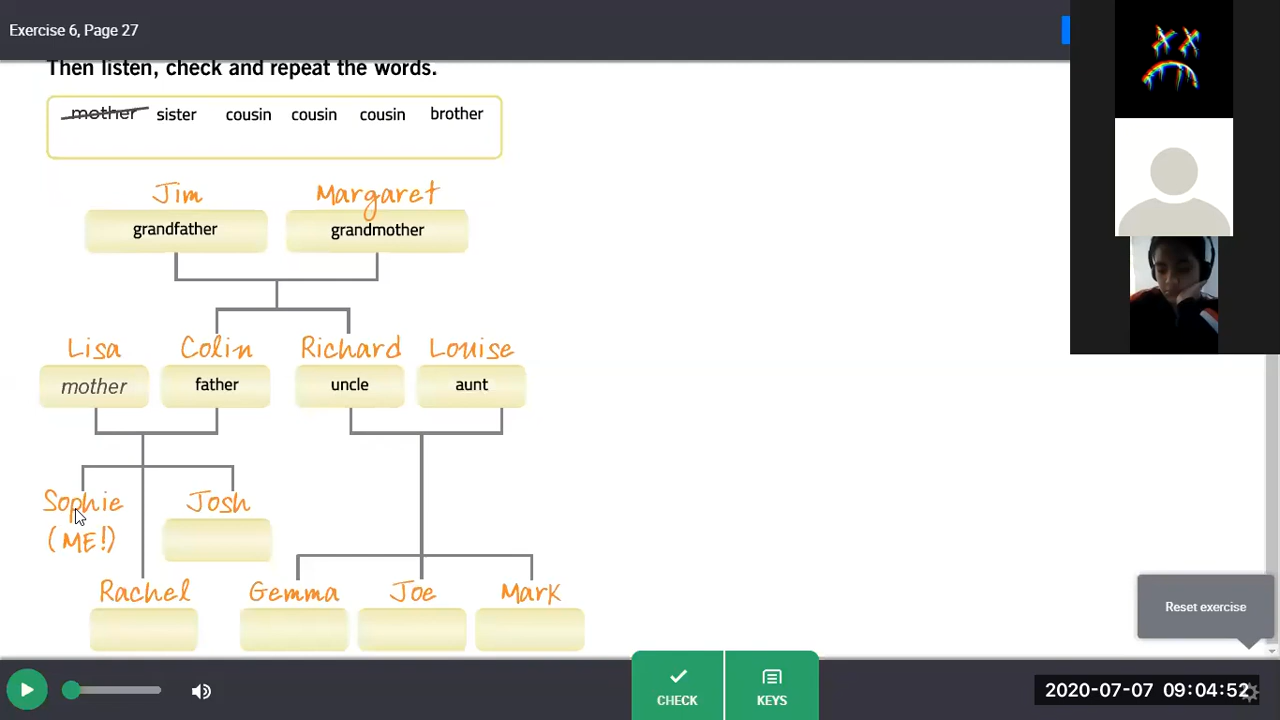 Exercise 6, Page 27
Then listen, check and repeat the words.
mother sister cousin cousin cousin brother
Jim Margaret
grandfather grandmother
Lisa Colin Richard Louise
mother father uncle aunt
Sophie Josh
(ME!)
Rachel Gemma Joe Mark
Reset exercise
CHECK KEYS
2020-07-07 09:04:52